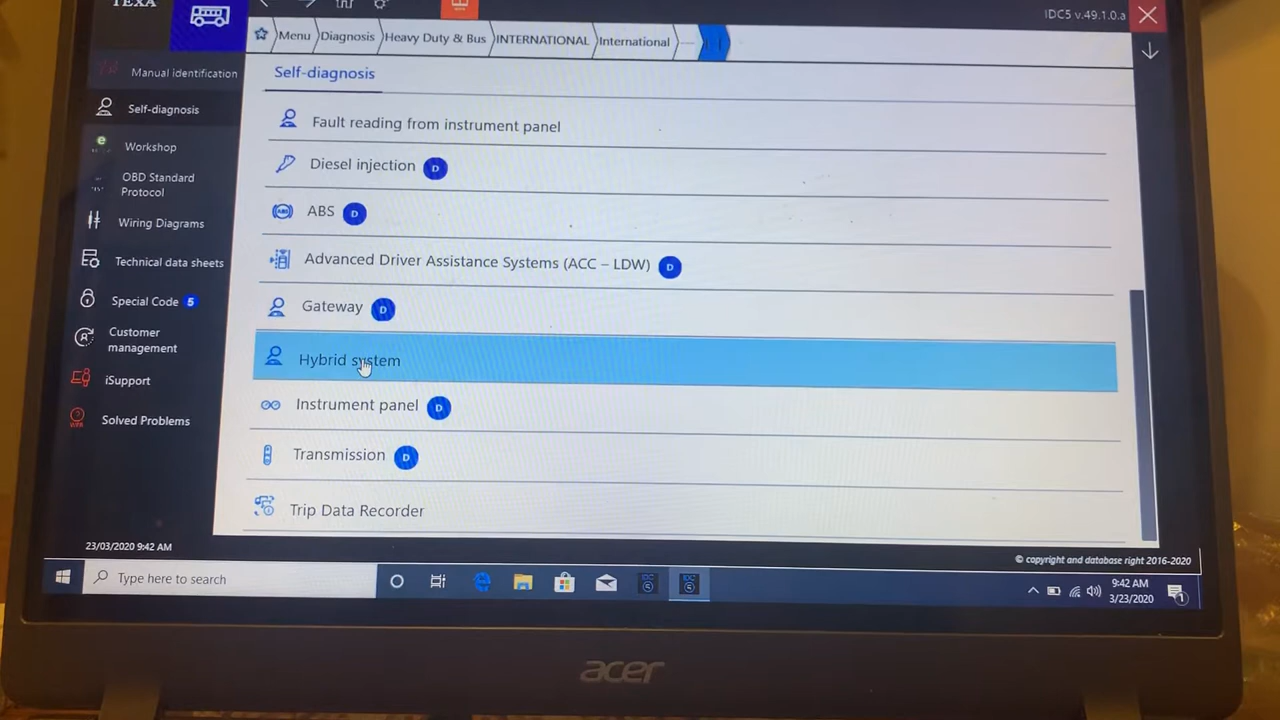 TEXA
IDC5 v.49.1.0.a
Menu Diagnosis Heavy Duty & Bus INTERNATIONAL International ----
Manual identification
Self-diagnosis
Workshop
OBD Standard
Protocol
Wiring Diagrams
Technical data sheets
Special Code 5
Customer
management
iSupport
Solved Problems
Self-diagnosis
Fault reading from instrument panel
Diesel injection D
ABS ABS D
Advanced Driver Assistance Systems (ACC – LDW) D
Gateway D
Hybrid system
Instrument panel D
Transmission D
Trip Data Recorder
23/03/2020 9:42 AM
© copyright and database right 2016-2020
Type here to search
9:42 AM
3/23/2020
1
acer